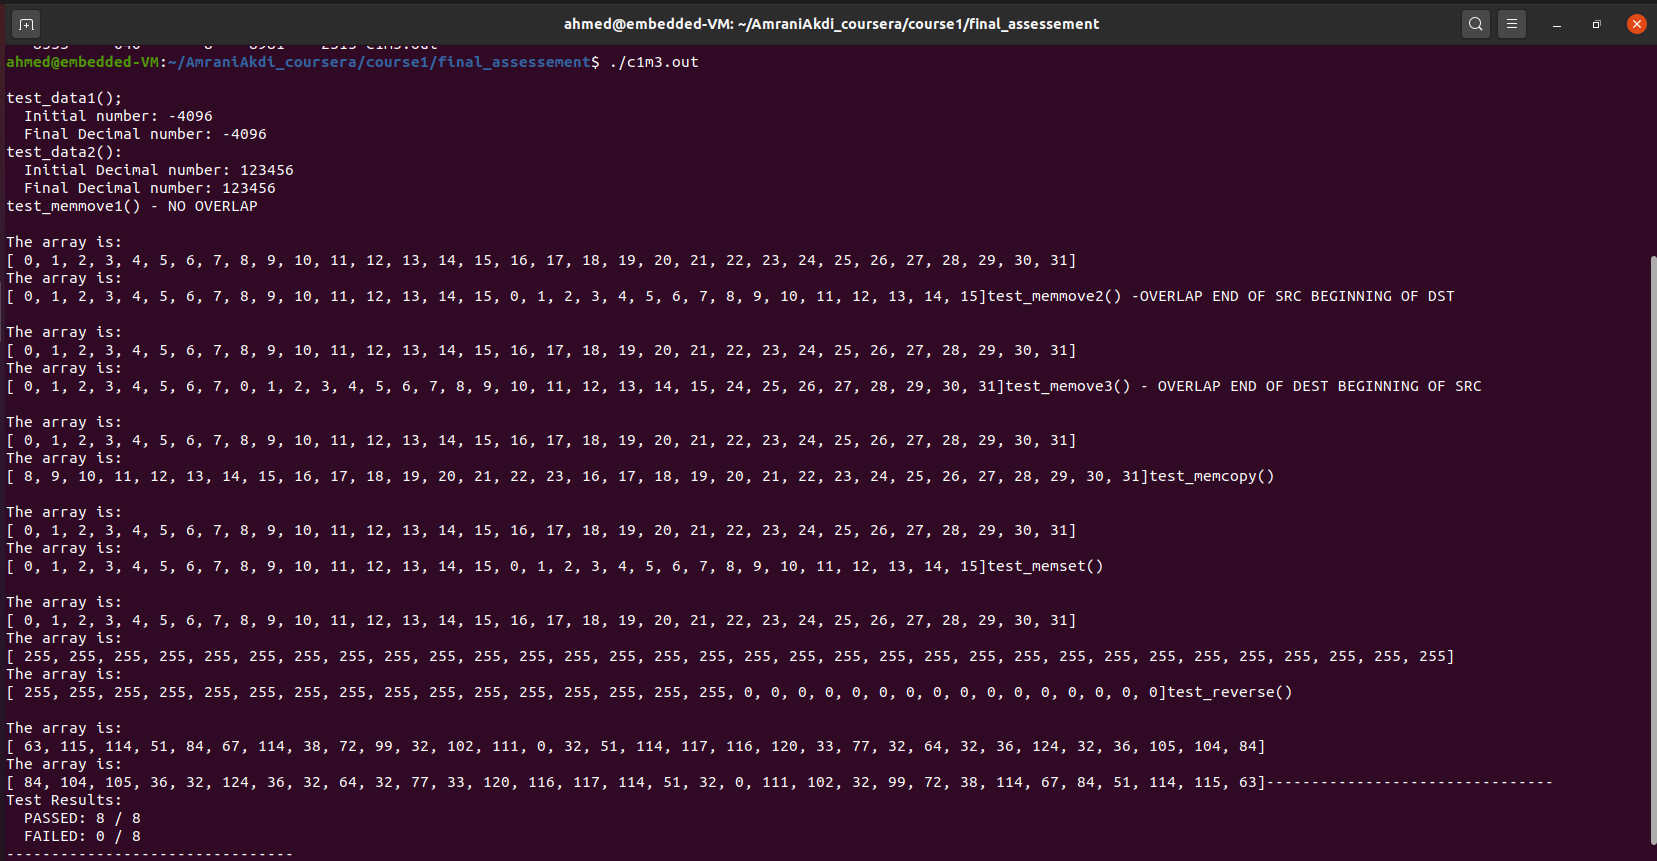 ahmed@embedded-VM: ~/AmraniAkdi_coursera/course1/final_assessement
ahmed@embedded-VM:~/AmraniAkdi_coursera/course1/final_assessement$ ./c1m3.out
test_data1();
  Initial number: -4096
  Final Decimal number: -4096
test_data2():
  Initial Decimal number: 123456
  Final Decimal number: 123456
test_memmove1() - NO OVERLAP
The array is:
[ 0, 1, 2, 3, 4, 5, 6, 7, 8, 9, 10, 11, 12, 13, 14, 15, 16, 17, 18, 19, 20, 21, 22, 23, 24, 25, 26, 27, 28, 29, 30, 31]
The array is:
[ 0, 1, 2, 3, 4, 5, 6, 7, 8, 9, 10, 11, 12, 13, 14, 15, 0, 1, 2, 3, 4, 5, 6, 7, 8, 9, 10, 11, 12, 13, 14, 15]test_memmove2() -OVERLAP END OF SRC BEGINNING OF DST
The array is:
[ 0, 1, 2, 3, 4, 5, 6, 7, 8, 9, 10, 11, 12, 13, 14, 15, 16, 17, 18, 19, 20, 21, 22, 23, 24, 25, 26, 27, 28, 29, 30, 31]
The array is:
[ 0, 1, 2, 3, 4, 5, 6, 7, 0, 1, 2, 3, 4, 5, 6, 7, 8, 9, 10, 11, 12, 13, 14, 15, 24, 25, 26, 27, 28, 29, 30, 31]test_memove3() - OVERLAP END OF DEST BEGINNING OF SRC
The array is:
[ 0, 1, 2, 3, 4, 5, 6, 7, 8, 9, 10, 11, 12, 13, 14, 15, 16, 17, 18, 19, 20, 21, 22, 23, 24, 25, 26, 27, 28, 29, 30, 31]
The array is:
[ 8, 9, 10, 11, 12, 13, 14, 15, 16, 17, 18, 19, 20, 21, 22, 23, 16, 17, 18, 19, 20, 21, 22, 23, 24, 25, 26, 27, 28, 29, 30, 31]test_memcopy()
The array is:
[ 0, 1, 2, 3, 4, 5, 6, 7, 8, 9, 10, 11, 12, 13, 14, 15, 16, 17, 18, 19, 20, 21, 22, 23, 24, 25, 26, 27, 28, 29, 30, 31]
The array is:
[ 0, 1, 2, 3, 4, 5, 6, 7, 8, 9, 10, 11, 12, 13, 14, 15, 0, 1, 2, 3, 4, 5, 6, 7, 8, 9, 10, 11, 12, 13, 14, 15]test_memset()
The array is:
[ 0, 1, 2, 3, 4, 5, 6, 7, 8, 9, 10, 11, 12, 13, 14, 15, 16, 17, 18, 19, 20, 21, 22, 23, 24, 25, 26, 27, 28, 29, 30, 31]
The array is:
[ 255, 255, 255, 255, 255, 255, 255, 255, 255, 255, 255, 255, 255, 255, 255, 255, 255, 255, 255, 255, 255, 255, 255, 255, 255, 255, 255, 255, 255, 255, 255, 255]
The array is:
[ 255, 255, 255, 255, 255, 255, 255, 255, 255, 255, 255, 255, 255, 255, 255, 255, 0, 0, 0, 0, 0, 0, 0, 0, 0, 0, 0, 0, 0, 0, 0, 0]test_reverse()
The array is:
[ 63, 115, 114, 51, 84, 67, 114, 38, 72, 99, 32, 102, 111, 0, 32, 51, 114, 117, 116, 120, 33, 77, 32, 64, 32, 36, 124, 32, 36, 105, 104, 84]
The array is:
[ 84, 104, 105, 36, 32, 124, 36, 32, 64, 32, 77, 33, 120, 116, 117, 114, 51, 32, 0, 111, 102, 32, 99, 72, 38, 114, 67, 84, 51, 114, 115, 63]--------------------------------
Test Results:
  PASSED: 8 / 8
  FAILED: 0 / 8
--------------------------------